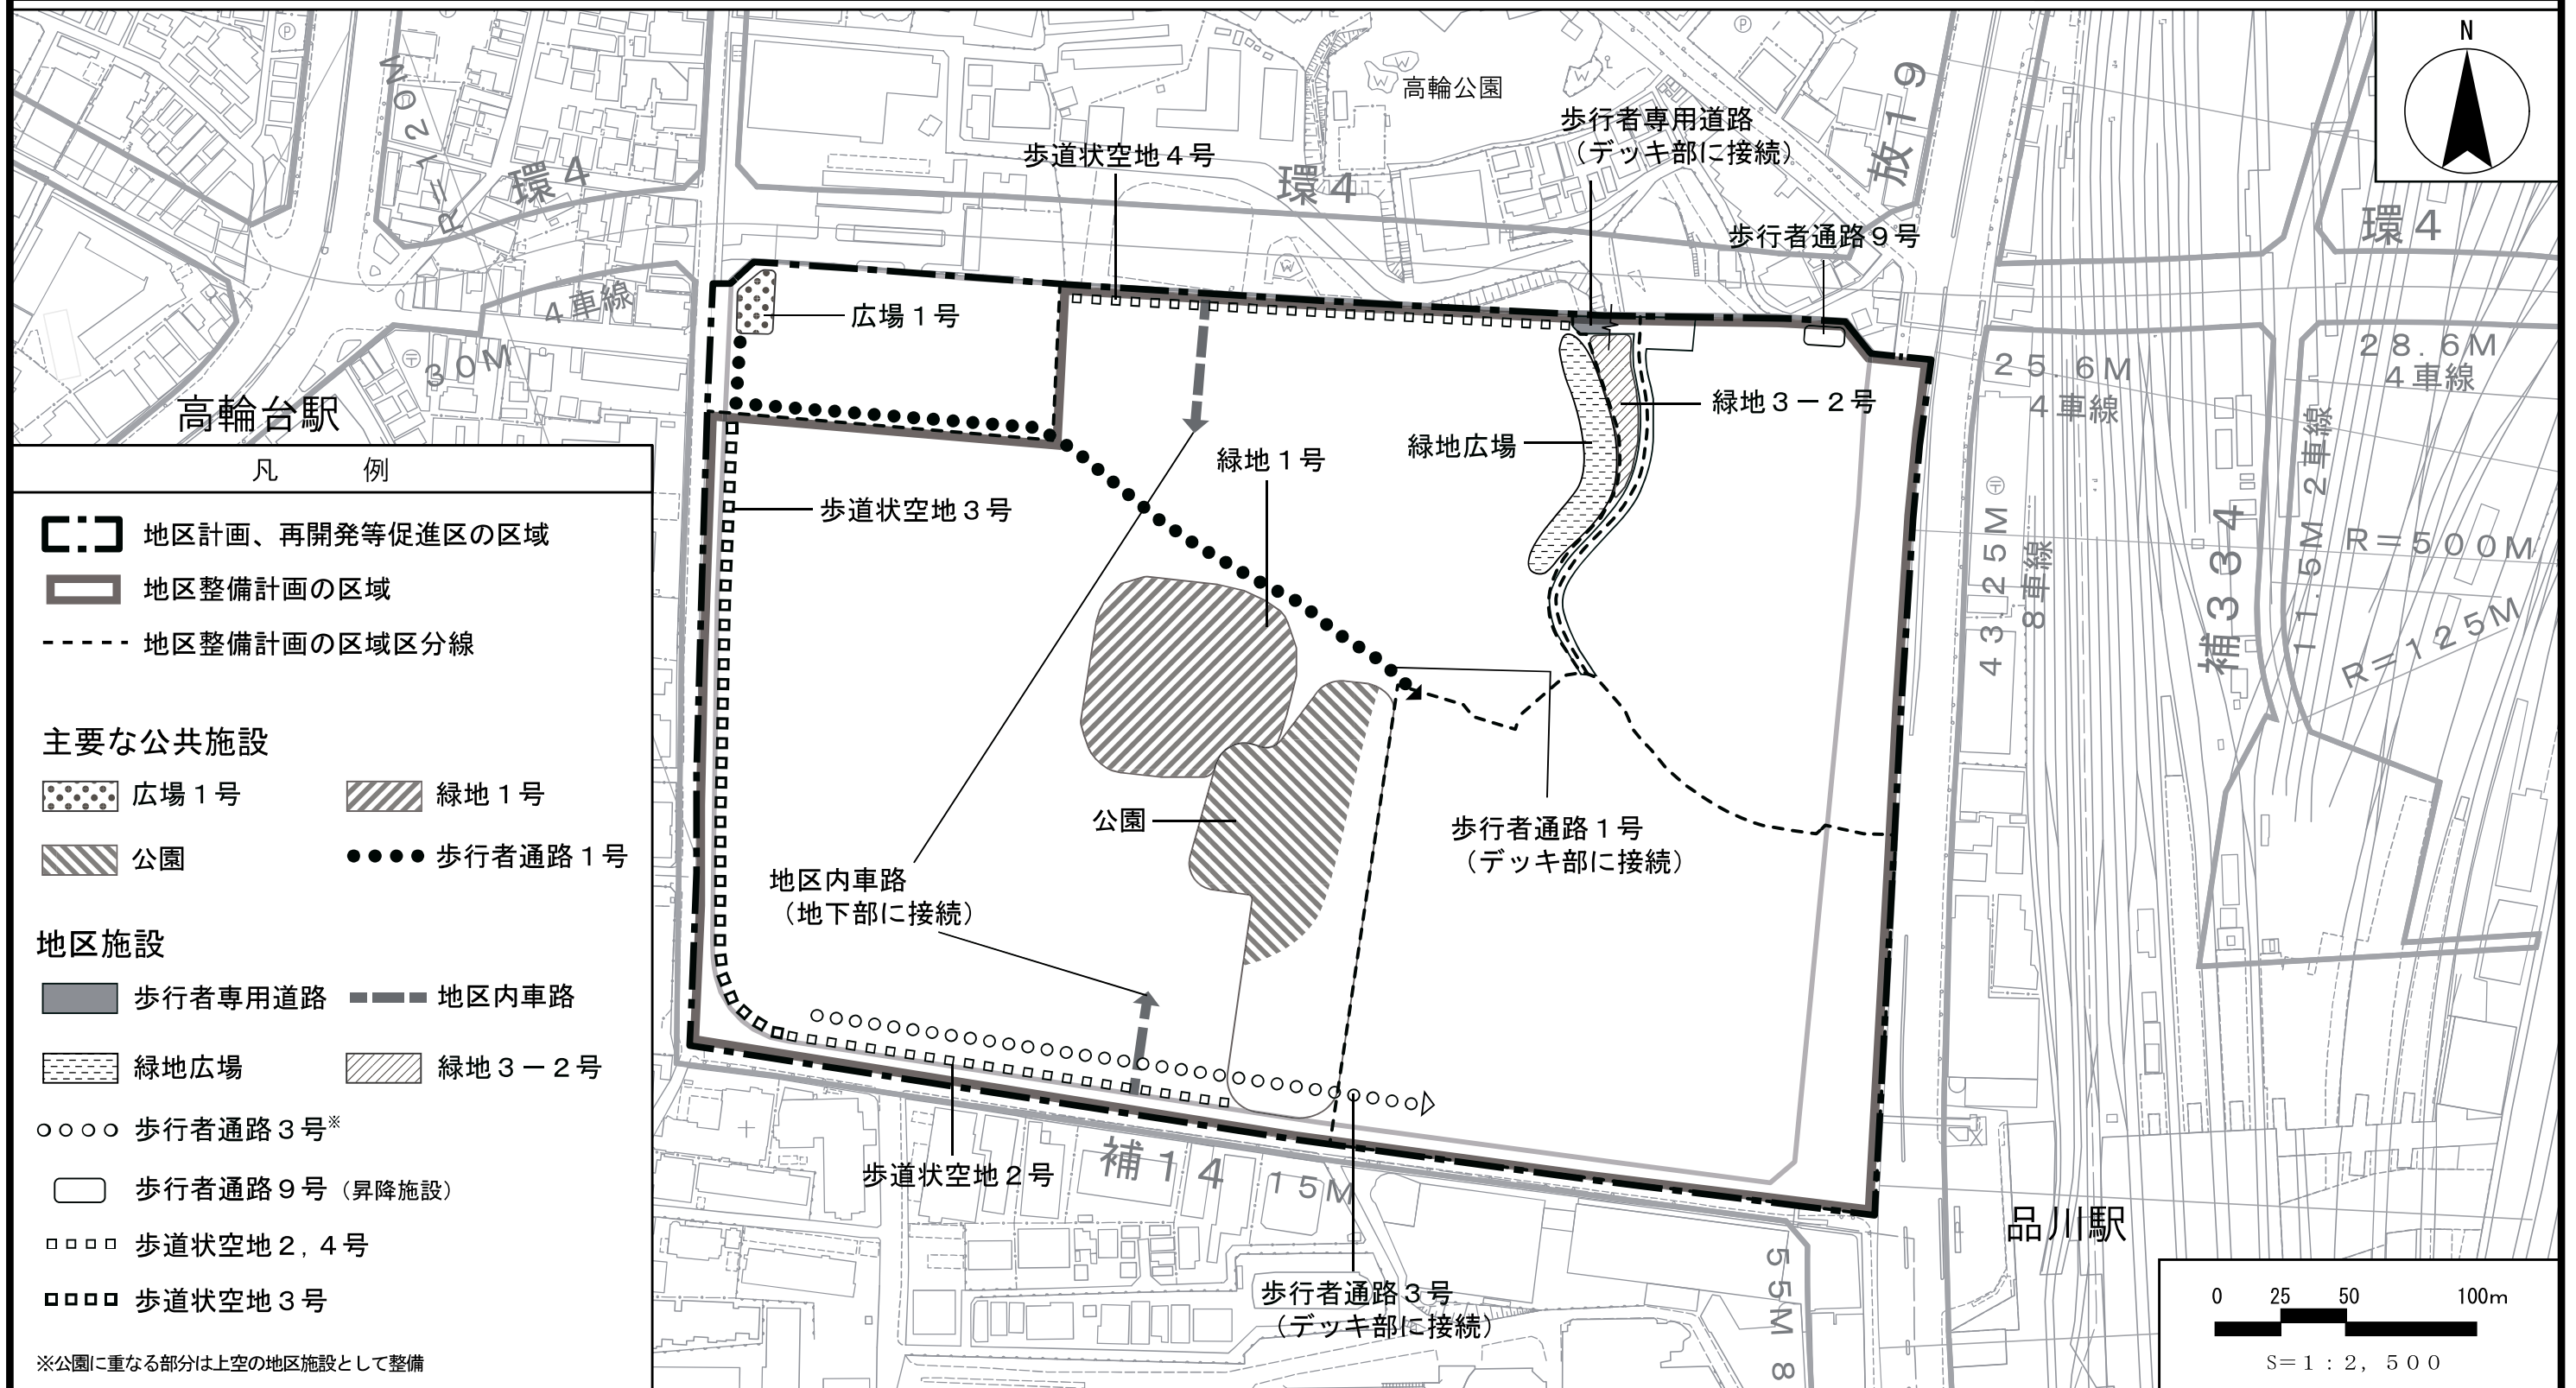 N
Ⓟ
Ⓟ
高輪公園
R=120M
環4
環4
放19
環4
歩行者専用道路
（デッキ部に接続）
歩道状空地4号
歩行者通路9号
4車線
広場1号
30M
25.6M
4車線
28.6M
4車線
高輪台駅
緑地3－2号
緑地広場
緑地1号
歩道状空地3号
43.25M
8車線
補334
11.5M 2車線
R=500M
R=125M
公園
歩行者通路1号
（デッキ部に接続）
地区内車路
（地下部に接続）
歩道状空地2号
補14
15M
品川駅
歩行者通路3号
（デッキ部に接続）
55M 8
凡　例
地区計画、再開発等促進区の区域
地区整備計画の区域
地区整備計画の区域区分線
主要な公共施設
広場1号
緑地1号
公園
歩行者通路1号
地区施設
歩行者専用道路
地区内車路
緑地広場
緑地3－2号
歩行者通路3号※
歩行者通路9号（昇降施設）
歩道状空地2,4号
歩道状空地3号
※公園に重なる部分は上空の地区施設として整備
0 25 50 100m
S=1:2,500